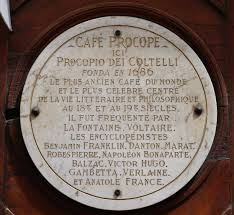 CAFE PROCOPE
ICI
PROCOPIO DEI COLTELLI
FONDA EN 1686
LE PLUS ANCIEN CAFÉ DU MONDE
ET LE PLUS CÉLÈBRE CENTRE
DE LA VIE LITTÉRAIRE ET PHILOSOPHIQUE
AU 18E ET AU 19E SIÈCLES.
IL FUT FRÉQUENTÉ PAR
LA FONTAINE, VOLTAIRE,
LES ENCYCLOPÉDISTES
BENJAMIN FRANKLIN, DANTON, MARAT,
ROBESPIERRE, NAPOLÉON BONAPARTE,
BALZAC, VICTOR HUGO,
GAMBETTA, VERLAINE,
ET ANATOLE FRANCE.